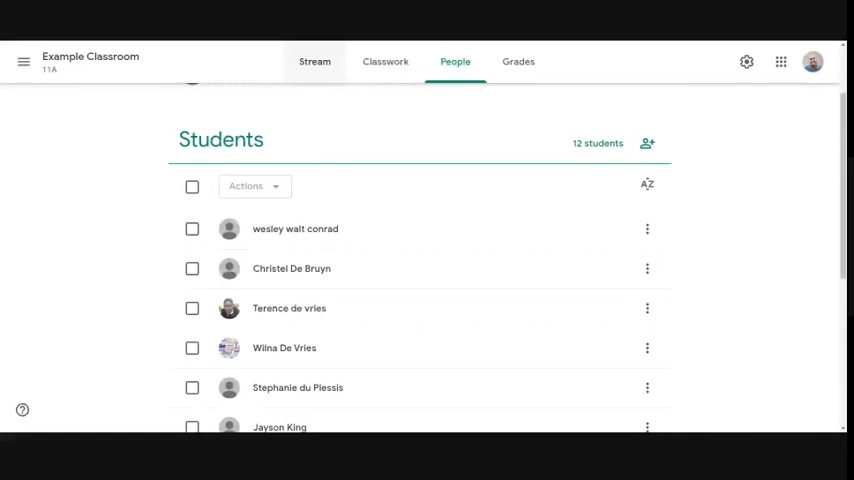 Example Classroom
11A
Stream
Classwork
People
Grades
Students
12 students
Actions
AZ
wesley walt conrad
Christel De Bruyn
Terence de vries
Wilna De Vries
Stephanie du Plessis
Jayson King